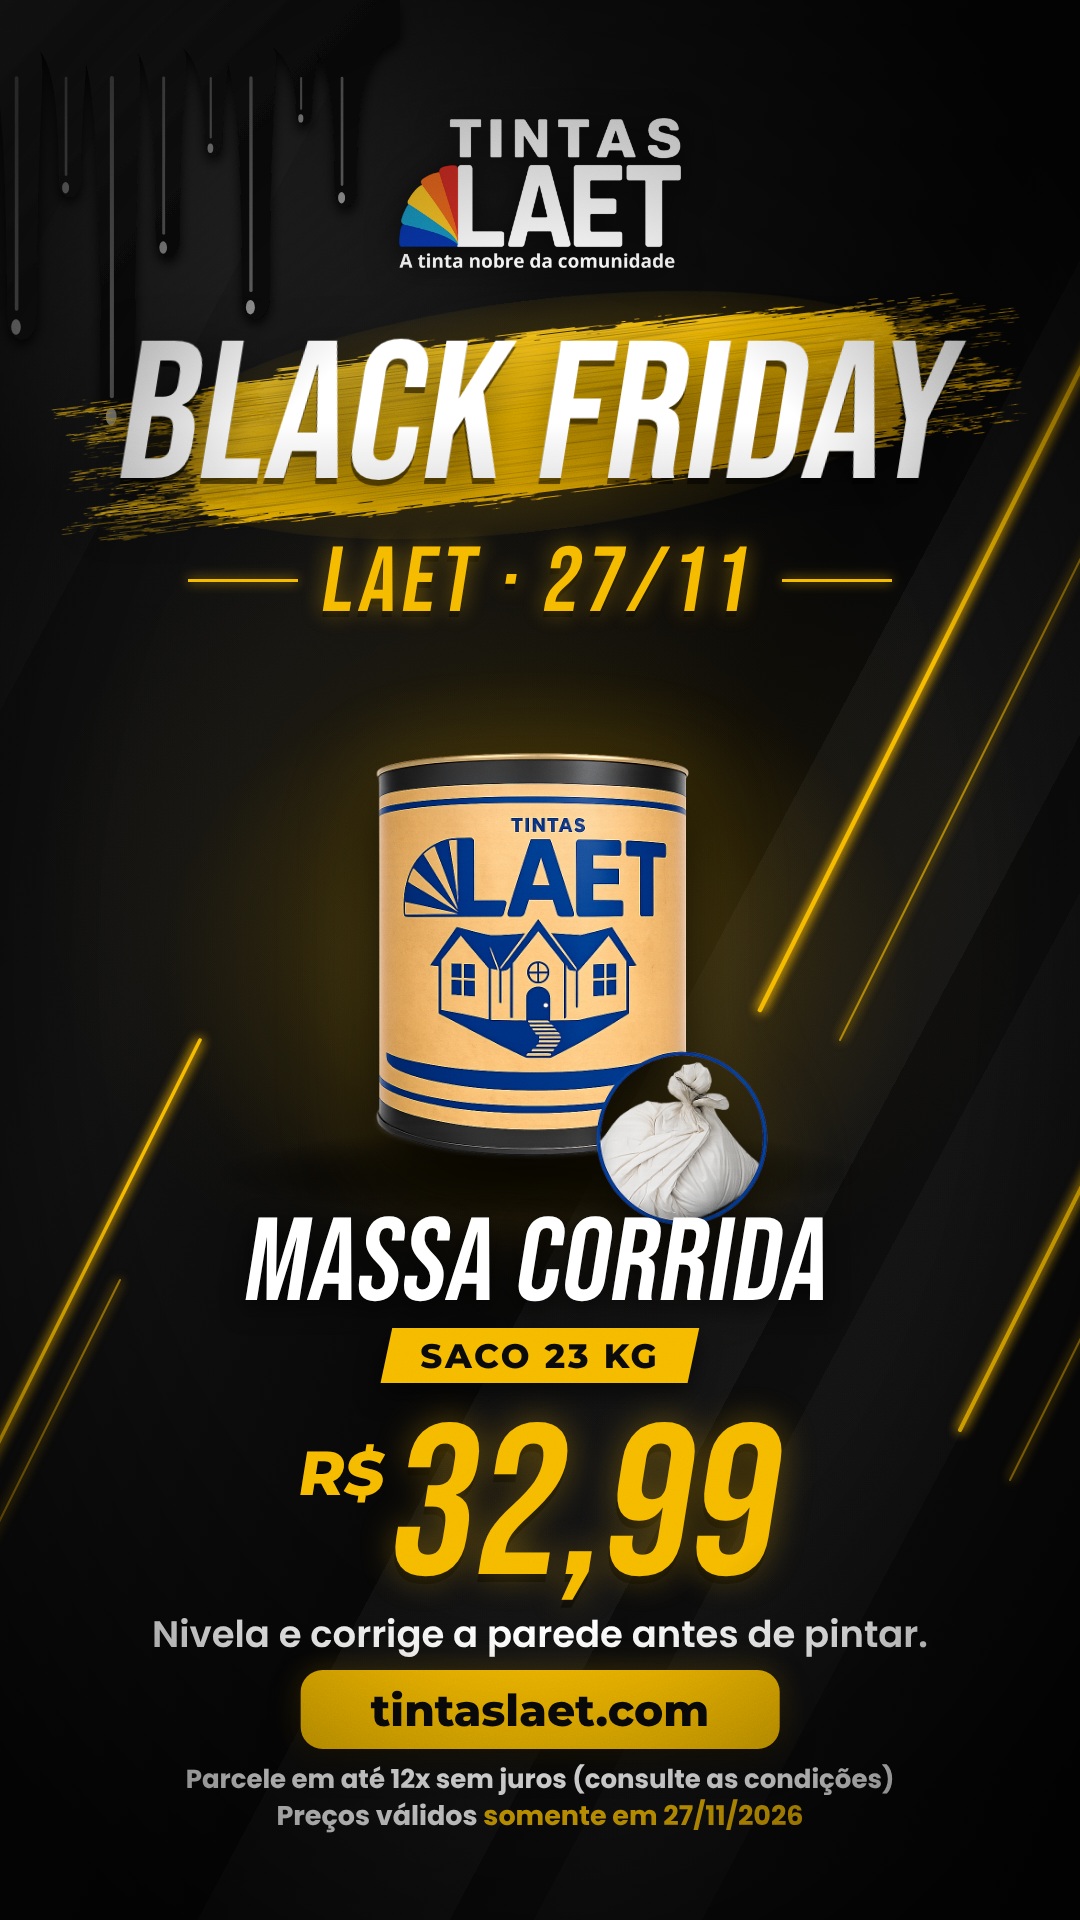 TINTAS
LAET
A tinta nobre da comunidade
BLACK FRIDAY
LAET · 27/11
TINTAS
LAET
MASSA CORRIDA
SACO 23 KG
R$ 32,99
Nivela e corrige a parede antes de pintar.
tintaslaet.com
Parcele em até 12x sem juros (consulte as condições)
Preços válidos somente em 27/11/2026